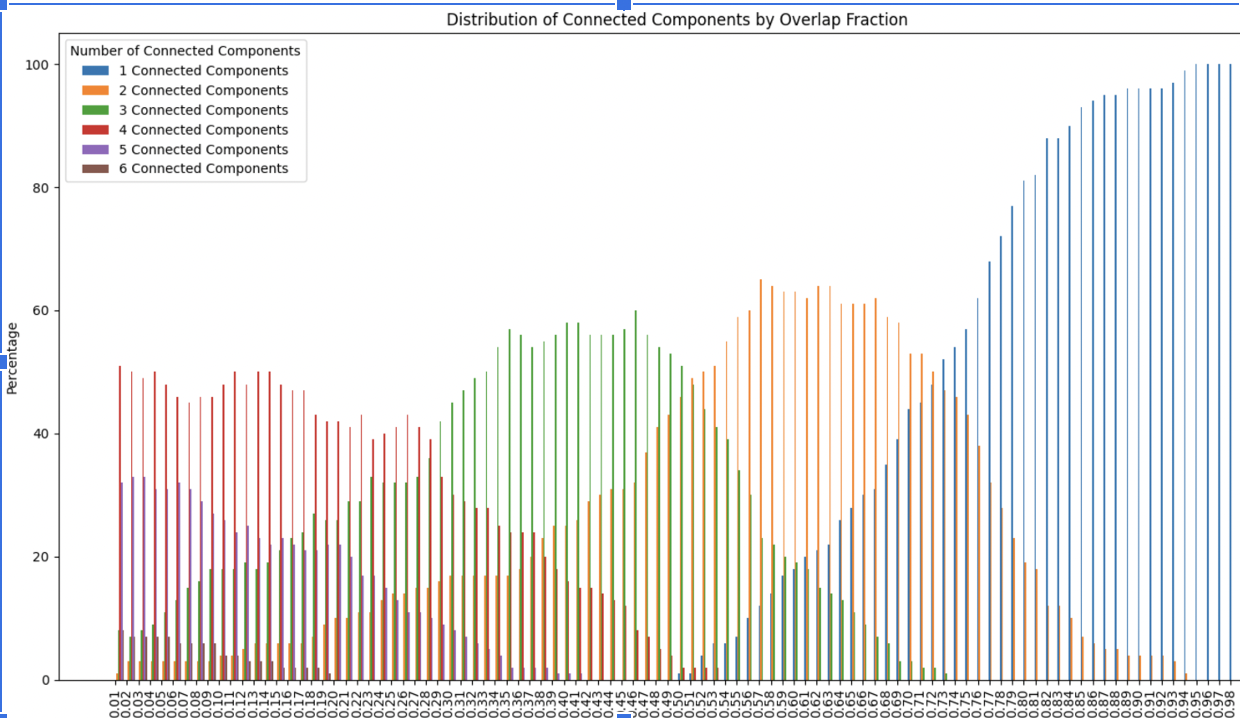 Distribution of Connected Components by Overlap Fraction
Number of Connected Components
1 Connected Components
2 Connected Components
3 Connected Components
4 Connected Components
5 Connected Components
6 Connected Components
Percentage
100
80
60
40
20
0
0.01 0.02 0.03 0.04 0.05 0.06 0.07 0.08 0.09 0.10 0.11 0.12 0.13 0.14 0.15 0.16 0.17 0.18 0.19 0.20 0.21 0.22 0.23 0.24 0.25 0.26 0.27 0.28 0.29 0.30 0.31 0.32 0.33 0.34 0.35 0.36 0.37 0.38 0.39 0.40 0.41 0.42 0.43 0.44 0.45 0.46 0.47 0.48 0.49 0.50 0.51 0.52 0.53 0.54 0.55 0.56 0.57 0.58 0.59 0.60 0.61 0.62 0.63 0.64 0.65 0.66 0.67 0.68 0.69 0.70 0.71 0.72 0.73 0.74 0.75 0.76 0.77 0.78 0.79 0.80 0.81 0.82 0.83 0.84 0.85 0.86 0.87 0.88 0.89 0.90 0.91 0.92 0.93 0.94 0.95 0.96 0.97 0.98